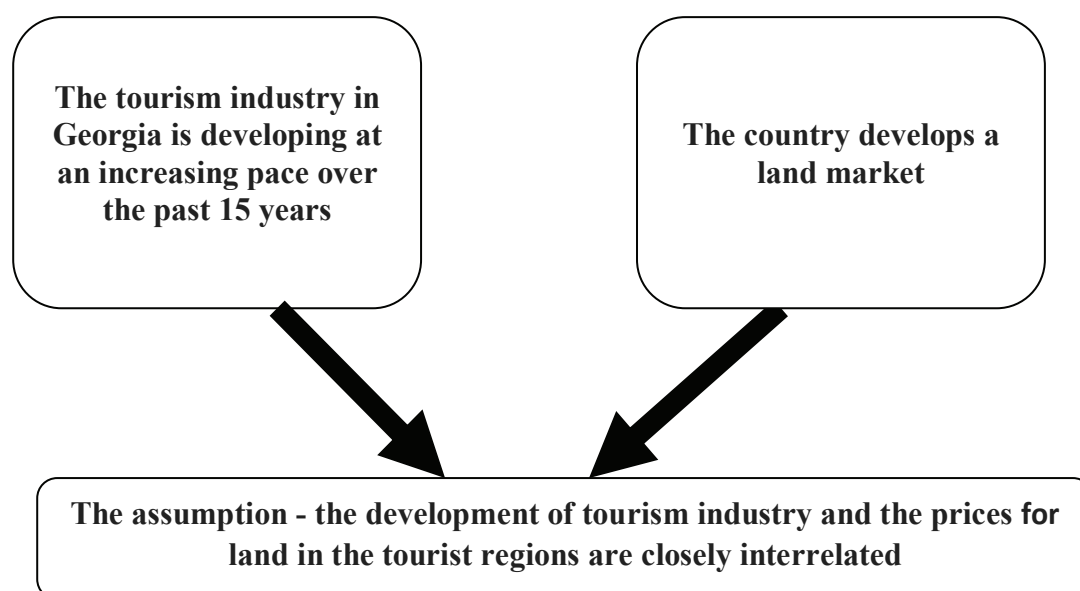 The tourism industry in
Georgia is developing at
an increasing pace over
the past 15 years
The country develops a
land market
The assumption - the development of tourism industry and the prices for
land in the tourist regions are closely interrelated